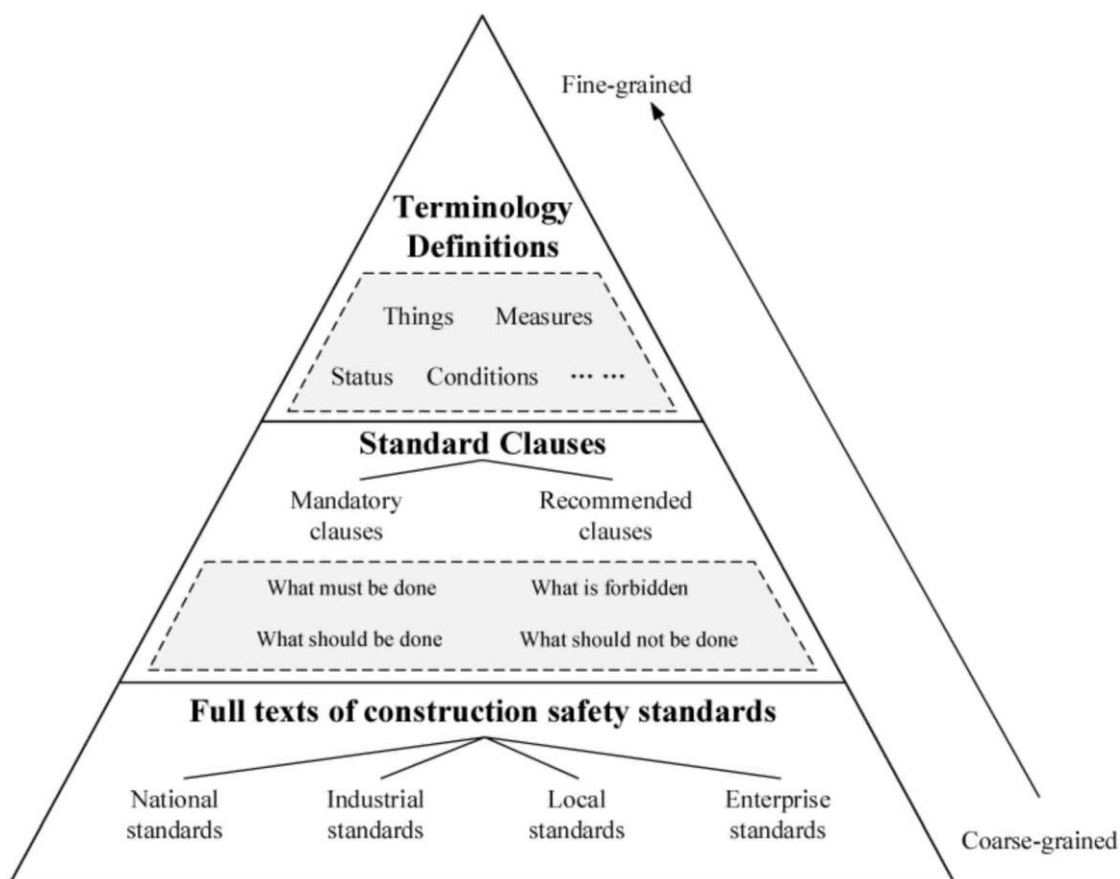 Fine-grained
Terminology
Definitions
Things Measures
Status Conditions ... ...
Standard Clauses
Mandatory
clauses
Recommended
clauses
What must be done What is forbidden
What should be done What should not be done
Full texts of construction safety standards
National
standards
Industrial
standards
Local
standards
Enterprise
standards
Coarse-grained